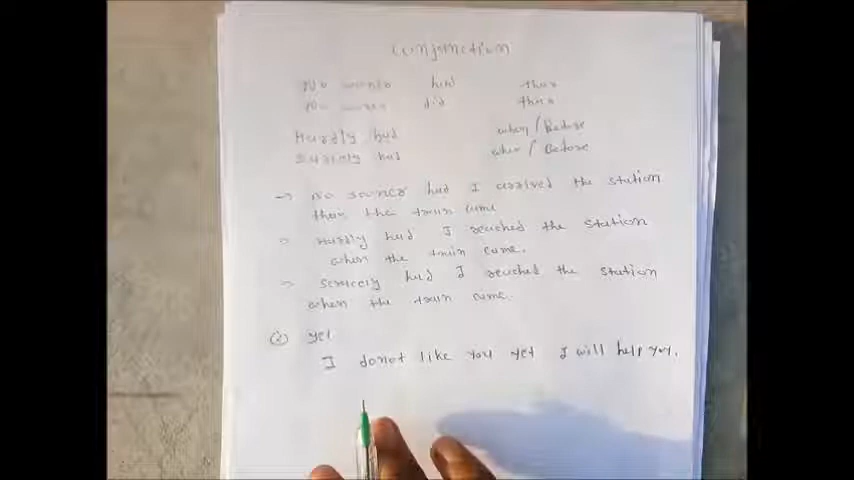 Conjonction
No sooner had than
No sooner did than
Hardly had when / Before
Scarcely had when / Before
→ No sooner had I arrived the station
than the train came
→ Hardly had I reached the station
when the train came.
→ Scarcely had I reached the station
when the train came.
② yet
I donot like you yet I will help you.